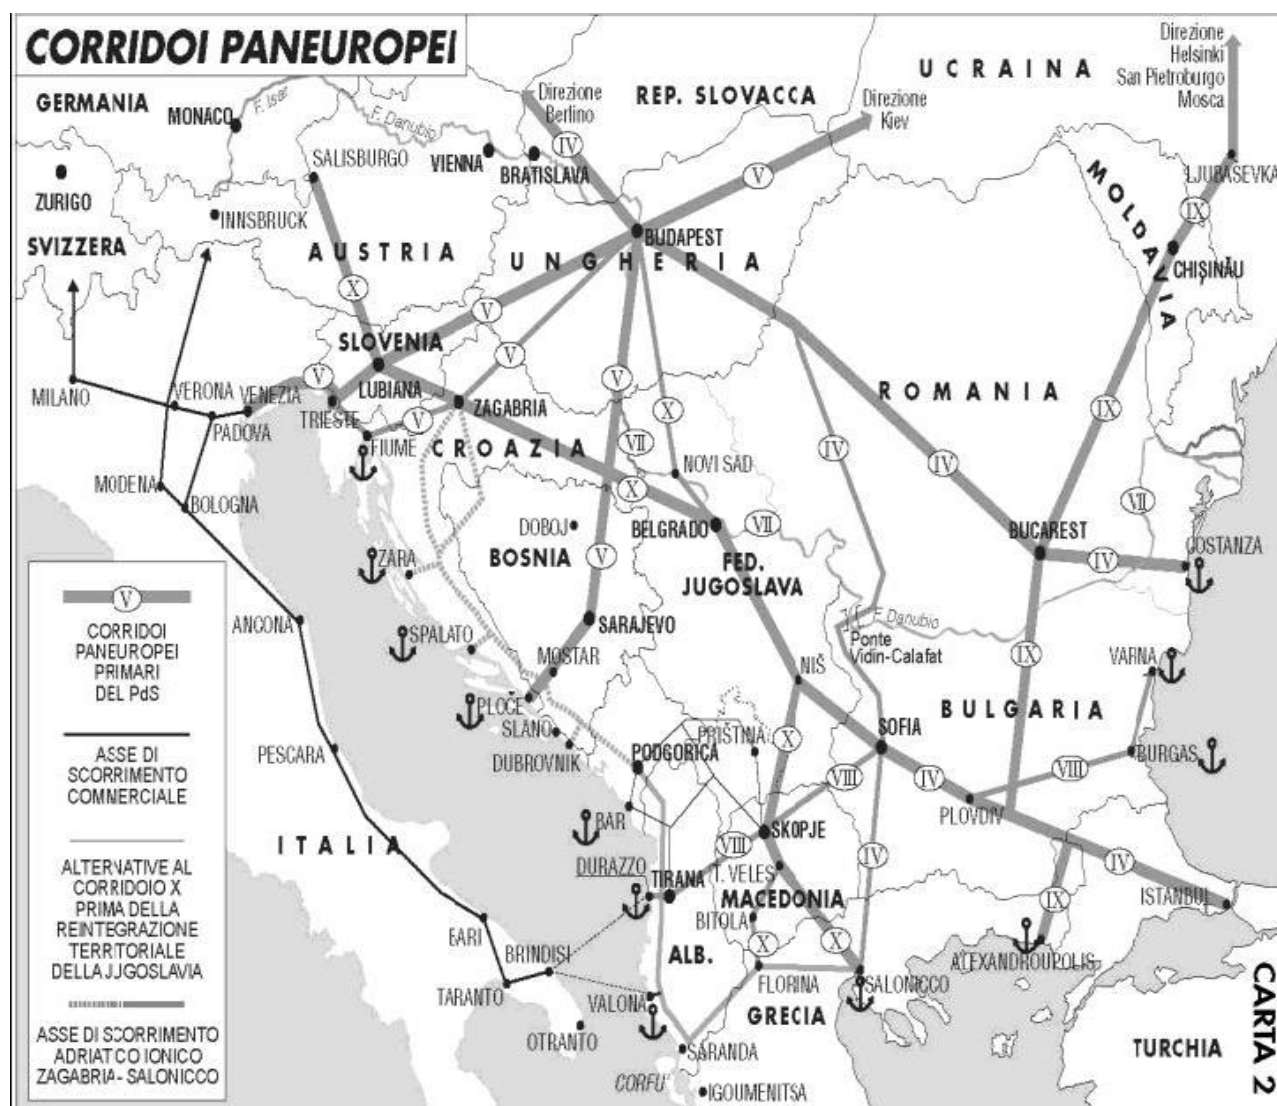 CORRIDOI PANEUROPEI
GERMANIA
MONACO
F. Isar
F. Danubio
Direzione
Berlino
REP. SLOVACCA
Direzione
Kiev
UCRAINA
Direzione
Helsinki
San Pietroburgo
Mosca
ZURIGO
SVIZZERA
SALISBURGO
VIENNA
BRATISLAVA
IV
V
INNSBRUCK
AUSTRIA
UNGHERIA
BUDAPEST
MOLDAVIA
LJUBASEVKA
IX
CHIȘINĂU
X
V
V
SLOVENIA
LUBIANA
MILANO
VERONA
VENEZIA
PADOVA
V
TRIESTE
FIUME
V
ZAGABRIA
CROAZIA
V
VII
X
X
NOVI SAD
ROMANIA
IX
IV
IV
VII
MODENA
BOLOGNA
DOBOJ
BOSNIA
V
BELGRADO
VII
FED.
JUGOSLAVA
BUCAREST
IV
COSTANZA
ZARA
ANCONA
SPALATO
SARAJEVO
MOSTAR
F. Danubio
Ponte
Vidin-Calafat
IX
VARNA
NIŠ
PLOČE
SLANO
DUBROVNIK
PODGORICA
PRIŠTINA
X
SOFIA
BULGARIA
BURGAS
VIII
IV
VIII
PLOVDIV
PESCARA
ITALIA
BAR
SKOPJE
VIII
DURAZZO
TIRANA
T. VELES
MACEDONIA
BITOLA
IV
IV
IX
ISTANBUL
BARI
BRINDISI
ALB.
X
X
ALEXANDROUPOLIS
TARANTO
VALONA
FLORINA
SALONICCO
GRECIA
OTRANTO
SARANDA
CORFU'
IGOUMENITSA
TURCHIA
CARTA 2
V
CORRIDOI
PANEUROPEI
PRIMARI
DEL PdS
ASSE DI
SCORRIMENTO
COMMERCIALE
ALTERNATIVE AL
CORRIDOIO X
PRIMA DELLA
REINTEGRAZIONE
TERRITORIALE
DELLA JUGOSLAVIA
ASSE DI SCORRIMENTO
ADRIATICO IONICO
ZAGABRIA - SALONICCO